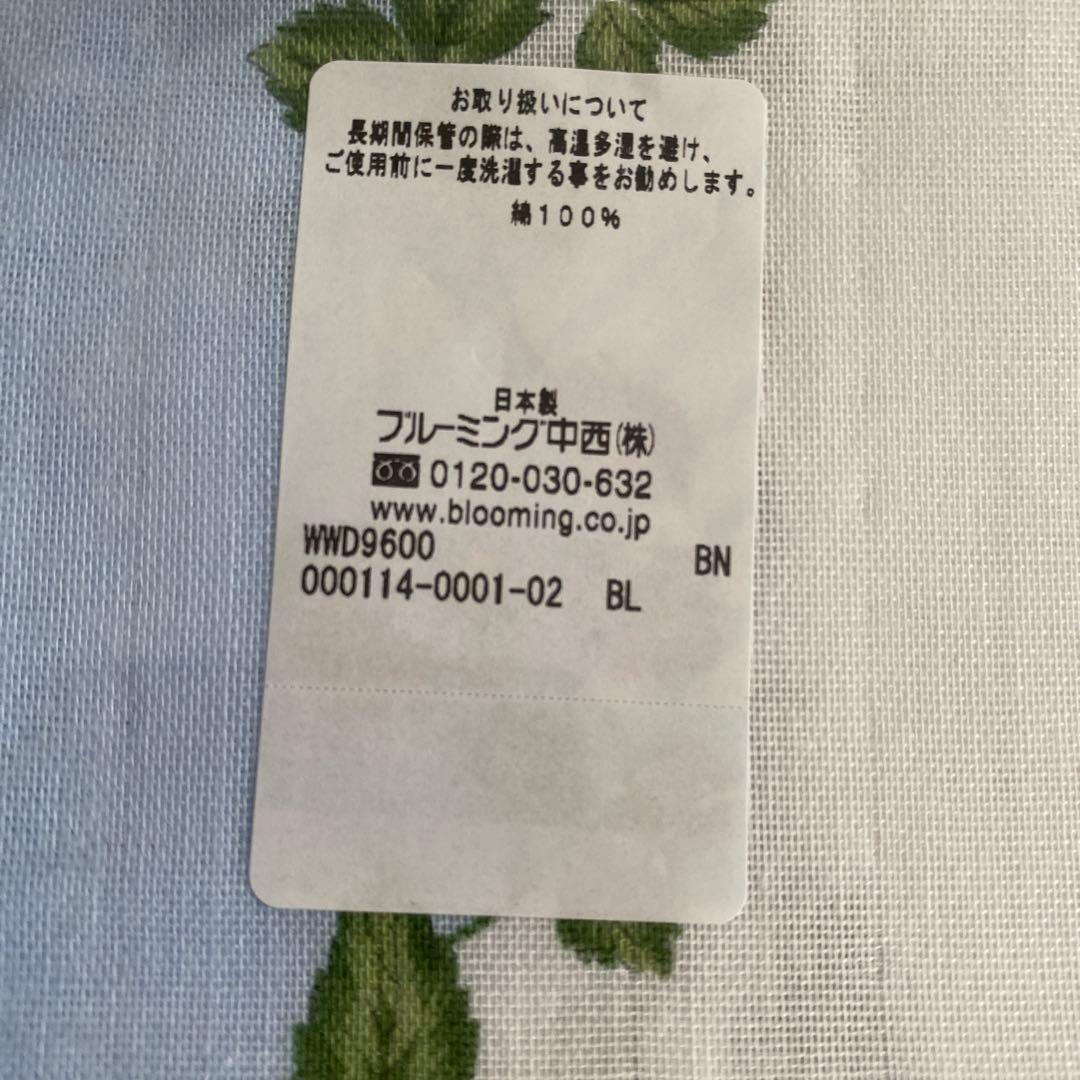 お取り扱いについて
長期間保管の際は、高温多湿を避け、
ご使用前に一度洗濯する事をお勧めします。
綿100%
日本製
ブルーミング中西(株)
0120-030-632
www.blooming.co.jp
WWD9600 BN
000114-0001-02 BL